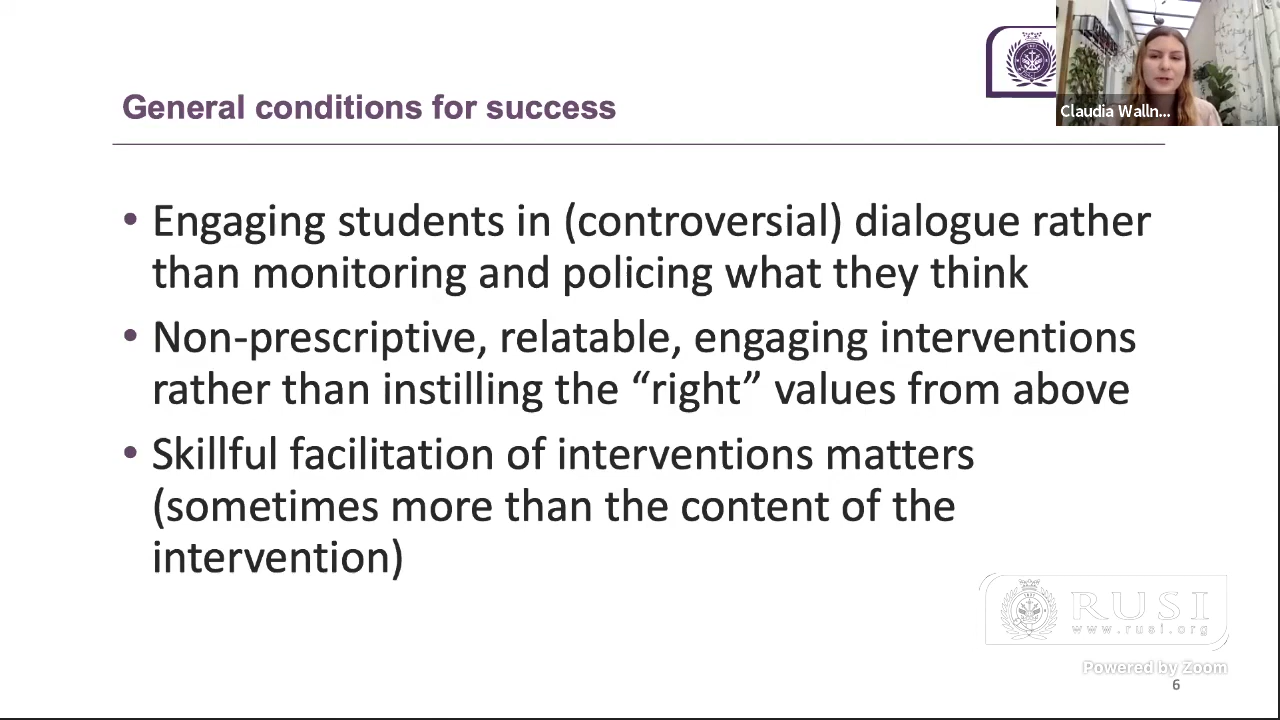 General conditions for success
Claudia Walln...
• Engaging students in (controversial) dialogue rather
than monitoring and policing what they think
• Non-prescriptive, relatable, engaging interventions
rather than instilling the “right” values from above
• Skillful facilitation of interventions matters
(sometimes more than the content of the
intervention)
RUSI
www.rusi.org
Powered by Zoom
6